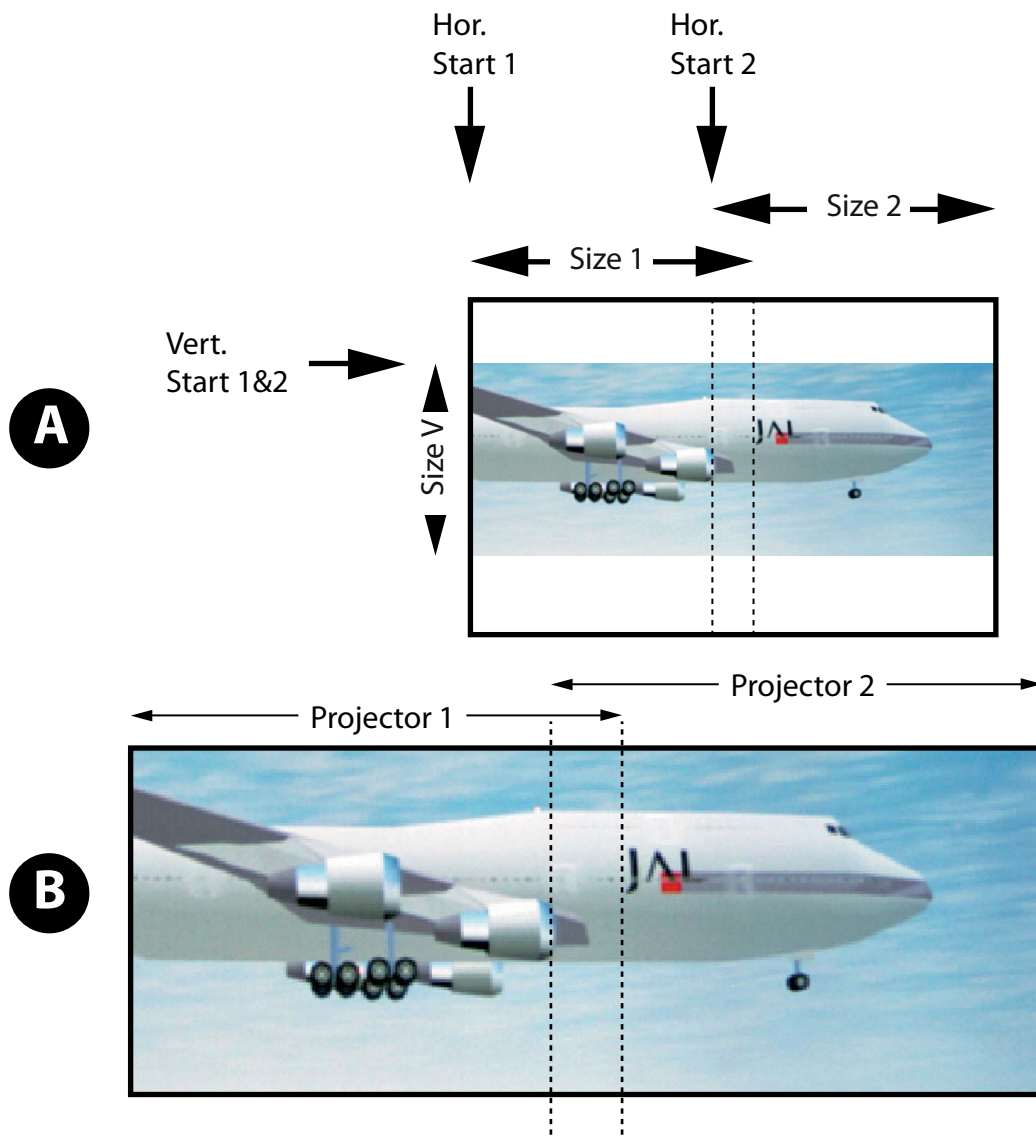 Hor.
Start 1
Hor.
Start 2
Size 2
Size 1
Vert.
Start 1&2
A
Size V
JAL
Projector 2
Projector 1
B
JAL